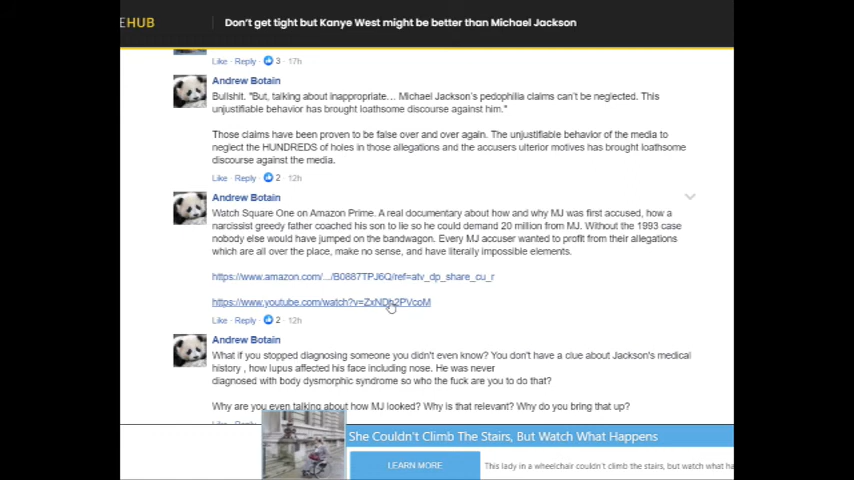 EHUB
Don't get tight but Kanye West might be better than Michael Jackson
Like · Reply · 3 · 17h
Andrew Botain
Bullshit. "But, talking about inappropriate… Michael Jackson's pedophilia claims can't be neglected. This
unjustifiable behavior has brought loathsome discourse against him."
Those claims have been proven to be false over and over again. The unjustifiable behavior of the media to
neglect the HUNDREDS of holes in those allegations and the accusers ulterior motives has brought loathsome
discourse against the media.
Like · Reply · 2 · 12h
Andrew Botain
Watch Square One on Amazon Prime. A real documentary about how and why MJ was first accused, how a
narcissist greedy father coached his son to lie so he could demand 20 million from MJ. Without the 1993 case
nobody else would have jumped on the bandwagon. Every MJ accuser wanted to profit from their allegations
which are all over the place, make no sense, and have literally impossible elements.
https://www.amazon.com/.../B0887TPJ6Q/ref=atv_dp_share_cu_r
https://www.youtube.com/watch?v=ZxNDb2PVcoM
Like · Reply · 2 · 12h
Andrew Botain
What if you stopped diagnosing someone you didn't even know? You don't have a clue about Jackson's medical
history , how lupus affected his face including nose. He was never
diagnosed with body dysmorphic syndrome so who the fuck are you to do that?
Why are you even talking about how MJ looked? Why is that relevant? Why do you bring that up?
Like · Reply
She Couldn't Climb The Stairs, But Watch What Happens
LEARN MORE
This lady in a wheelchair couldn't climb the stairs, but watch what ha